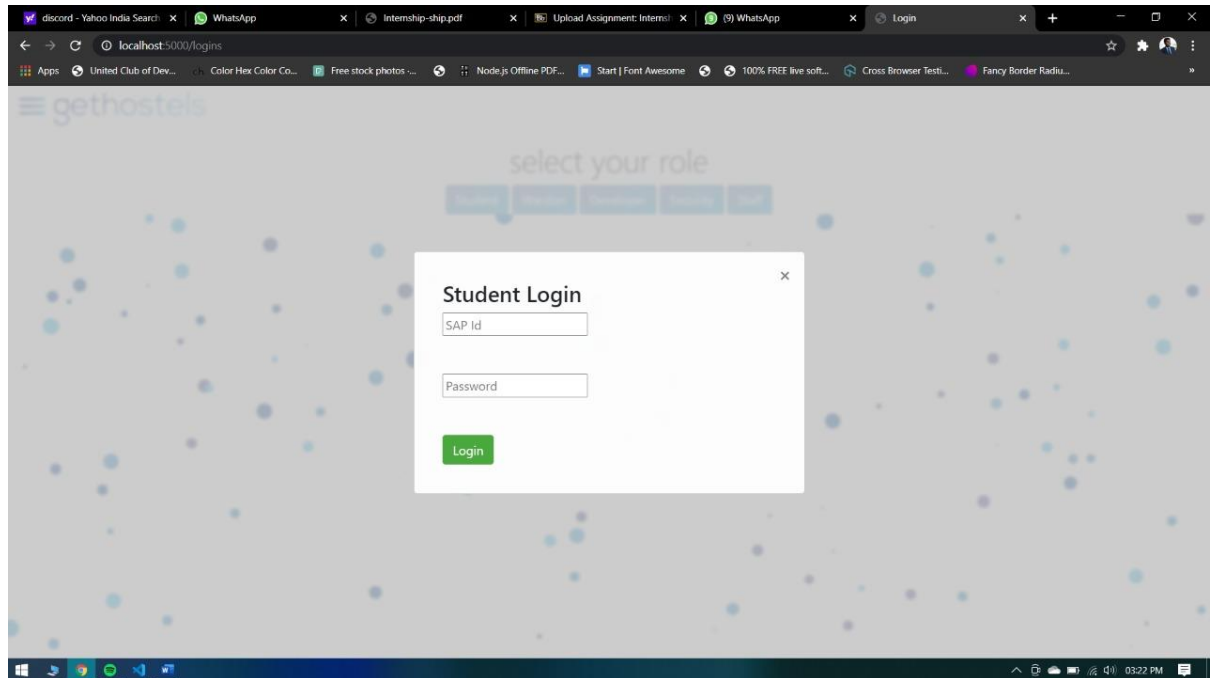 discord - Yahoo India Search
WhatsApp
Internship-ship.pdf
Upload Assignment: Internsh
(9) WhatsApp
Login
localhost:5000/logins
Apps
United Club of Dev...
Color Hex Color Co...
Free stock photos ·...
Node.js Offline PDF...
Start | Font Awesome
100% FREE live soft...
Cross Browser Testi...
Fancy Border Radiu...
»
gethostels
select your role
Student Warden Developer Security Staff
Student Login
SAP Id
Password
Login
03:22 PM